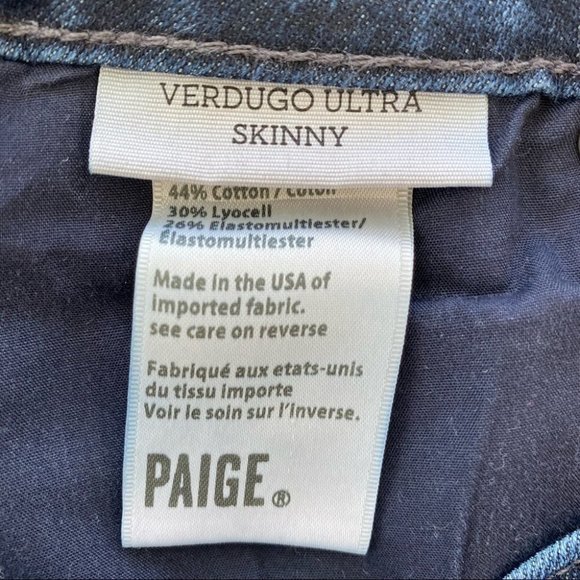 VERDUGO ULTRA
SKINNY
44% Cotton / Coton
30% Lyocell
26% Elastomultiester/
Elastomultiester
Made in the USA of
imported fabric.
see care on reverse
Fabriqué aux etats-unis
du tissu importe
Voir le soin sur l'inverse.
PAIGE®